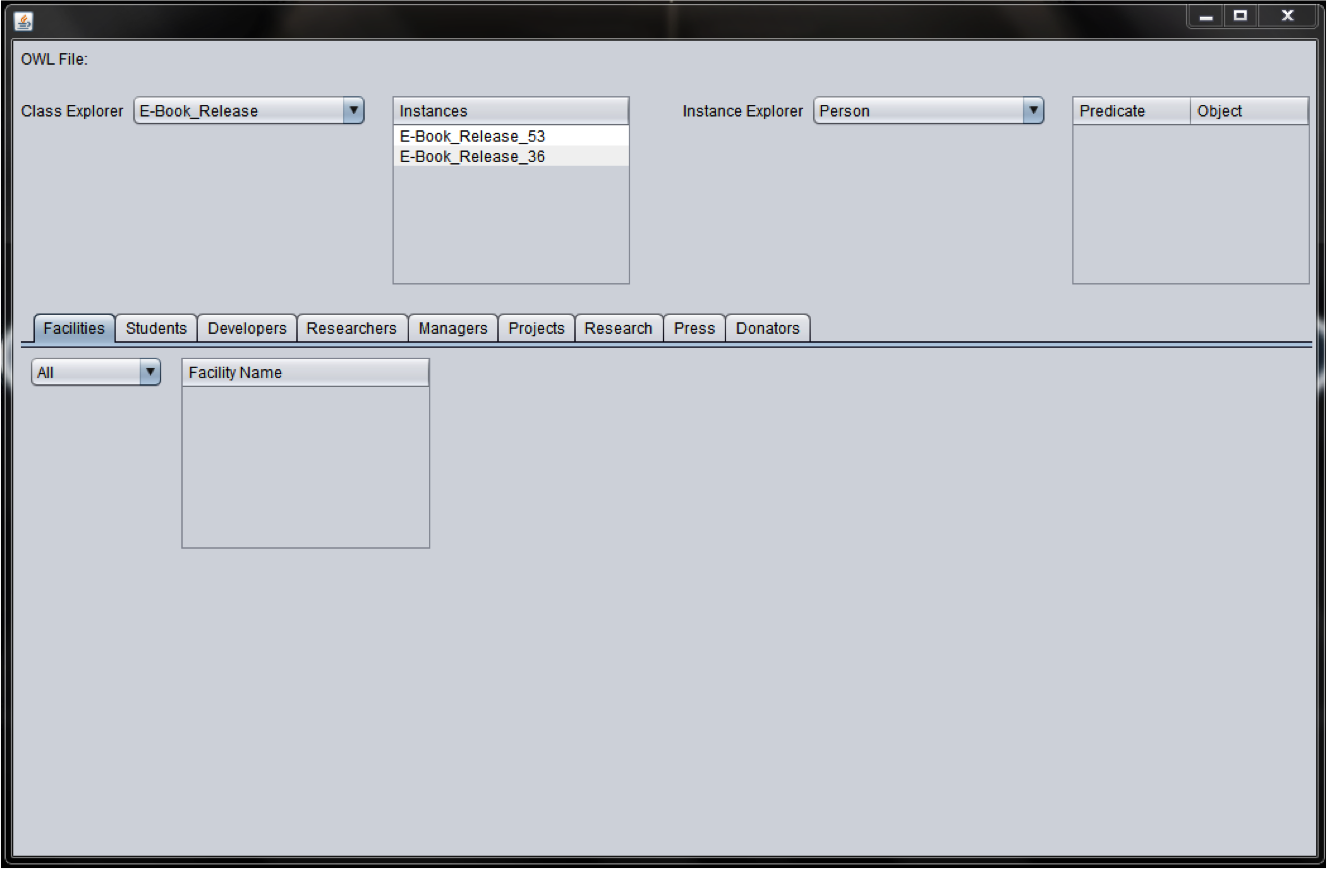 OWL File:
Class Explorer E-Book_Release Instances Instance Explorer Person Predicate Object
E-Book_Release_53
E-Book_Release_36
Facilities Students Developers Researchers Managers Projects Research Press Donators
All Facility Name